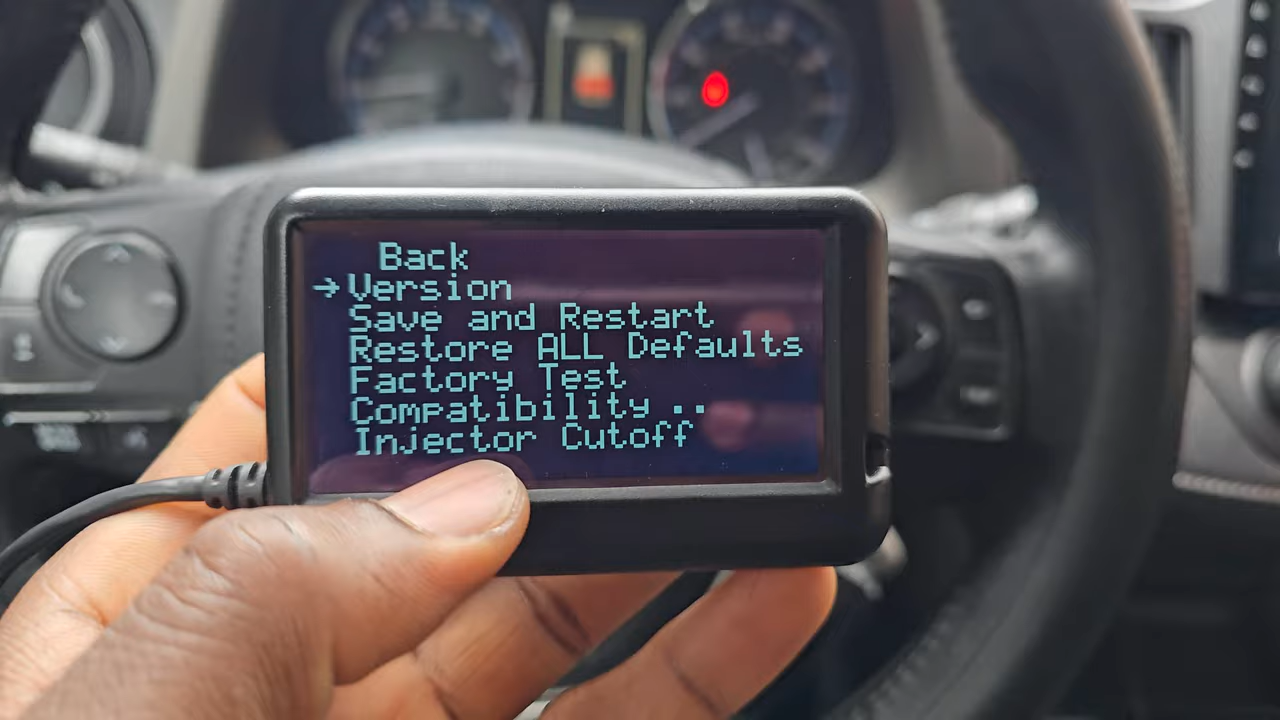 Back
→Version
Save and Restart
Restore ALL Defaults
Factory Test
Compatibility ..
Injector Cutoff